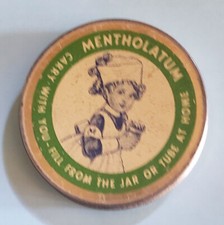 MENTHOLATUM
CARRY WITH YOU - FILL FROM THE JAR OR TUBE AT HOME